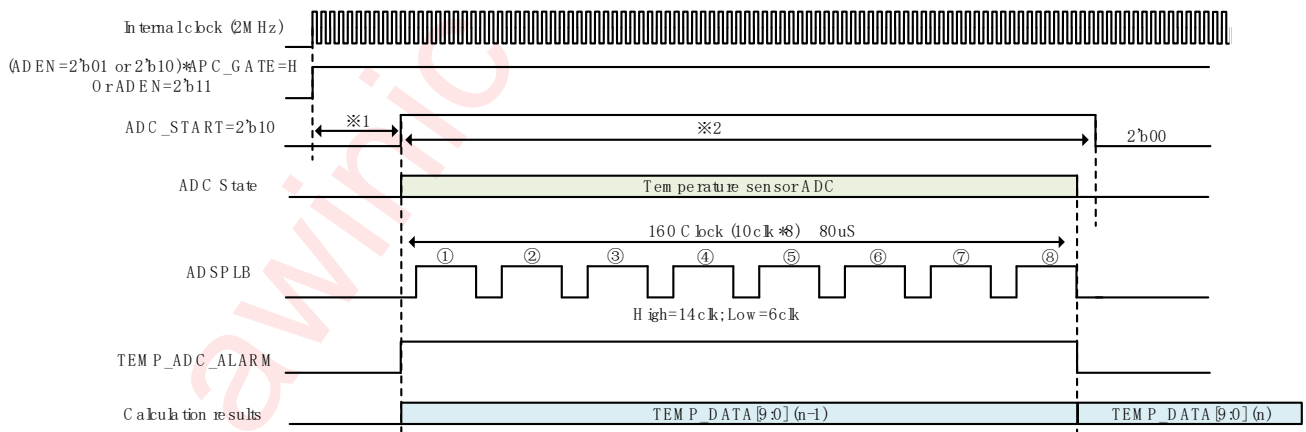 Internal clock (2MHz)
(ADEN=2'b01 or 2'b10)*APC_GATE=H
Or ADEN=2'b11
ADC_START=2'b10
※1
※2
2'b00
ADC State
Temperature sensor ADC
160 Clock (10clk*8) 80uS
ADSPLB
① ② ③ ④ ⑤ ⑥ ⑦ ⑧
High=14clk; Low=6clk
TEMP_ADC_ALARM
Calculation results
TEMP_DATA[9:0](n-1)
TEMP_DATA[9:0](n)
awinic